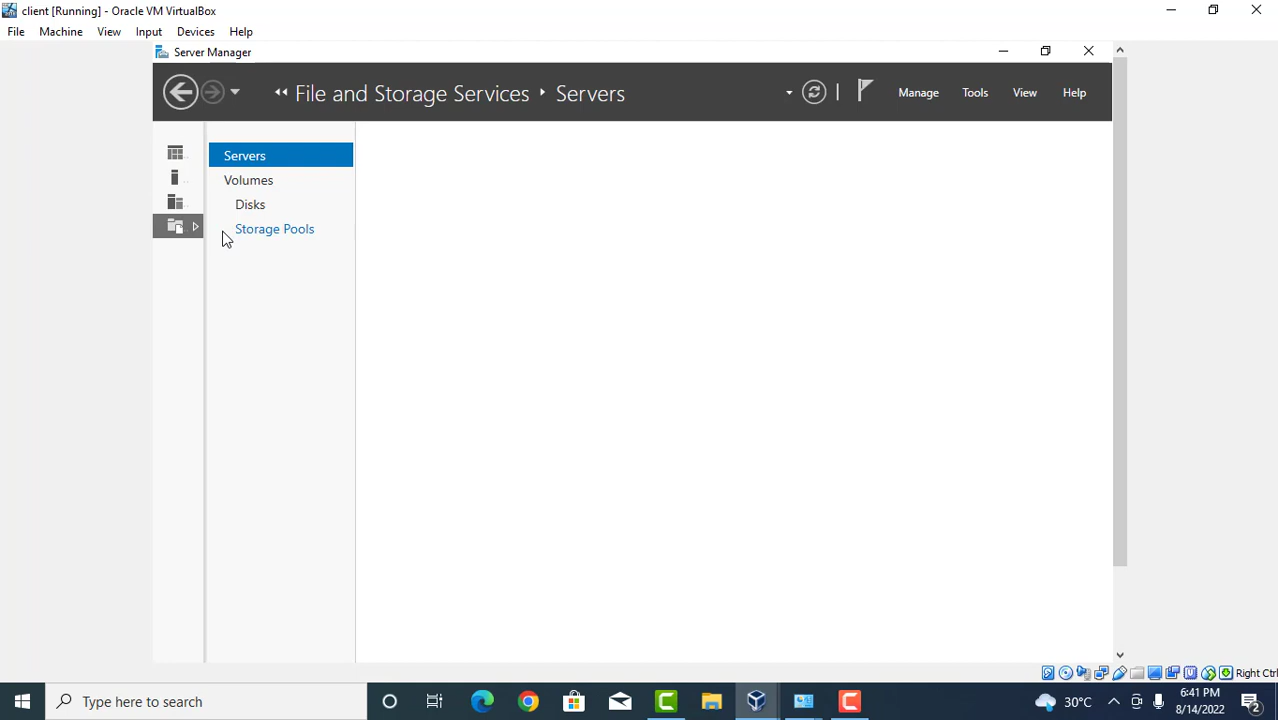 client [Running] - Oracle VM VirtualBox
File Machine View Input Devices Help
Server Manager
File and Storage Services Servers
Manage Tools View Help
Servers
Volumes
Disks
Storage Pools
Right Ctrl
Type here to search
30°C
6:41 PM
8/14/2022
2